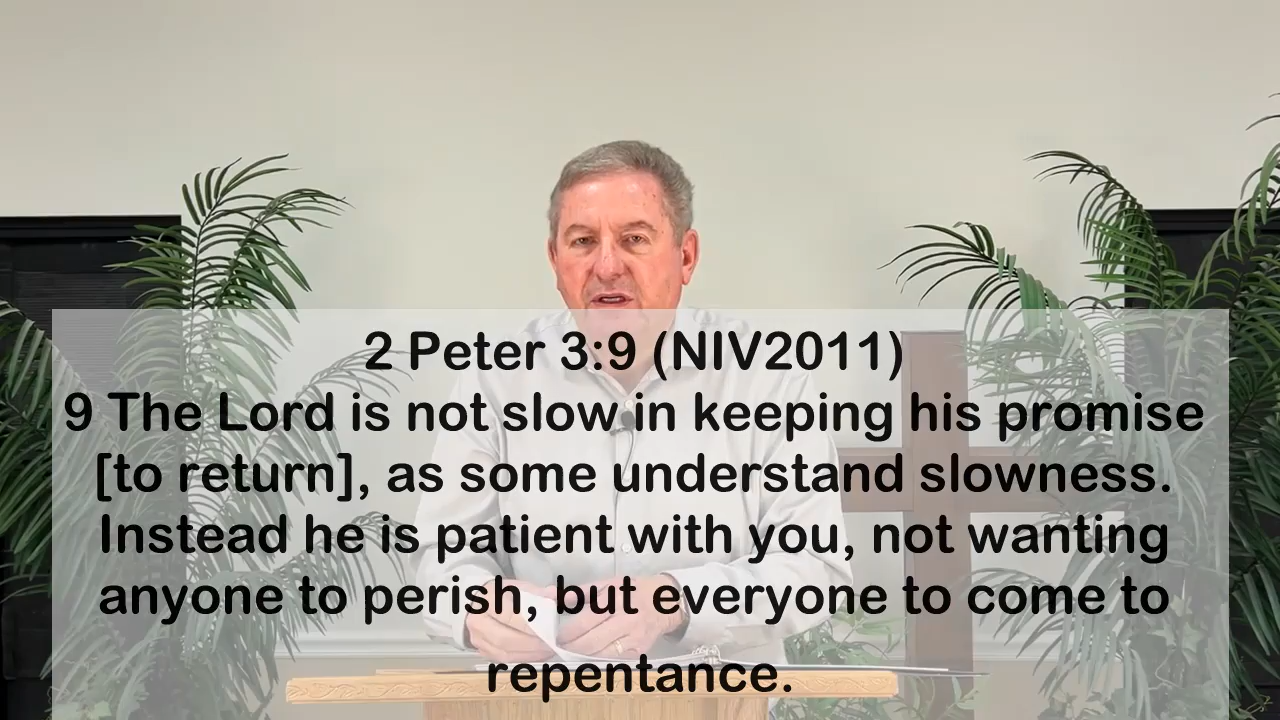 2 Peter 3:9 (NIV2011)
9 The Lord is not slow in keeping his promise
[to return], as some understand slowness.
Instead he is patient with you, not wanting
anyone to perish, but everyone to come to
repentance.